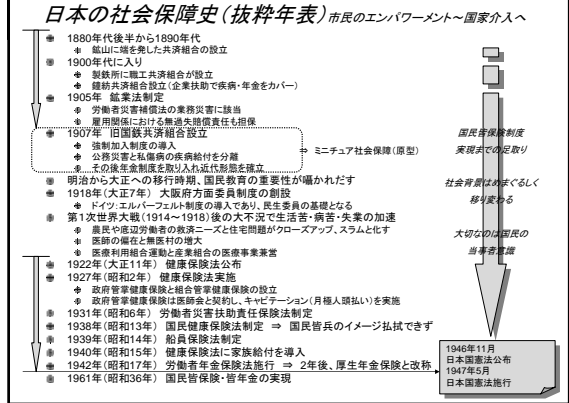 日本の社会保障史(抜粋年表)市民のエンパワーメント～国家介入へ
1880年代後半から1890年代
鉱山に端を発した共済組合の設立
1900年代に入り
製鉄所に職工共済組合が設立
鐘紡共済組合設立(企業扶助で疾病・年金をカバー)
1905年 鉱業法制定
労働者災害補償法の業務災害に該当
雇用関係における無過失賠償責任も担保
1907年 旧国鉄共済組合設立
強制加入制度の導入
公務災害と私傷病の疾病給付を分離
その後年金制度を取り入れ近代形態を確立
⇒ ミニチュア社会保障(原型)
明治から大正への移行時期、国民教育の重要性が囁かれだす
1918年(大正7年) 大阪府方面委員制度の創設
ドイツ:エルバーフェルト制度の導入であり、民生委員の基礎となる
第1次世界大戦(1914～1918)後の大不況で生活苦・病苦・失業の加速
農民や底辺労働者の救済ニーズと住宅問題がクローズアップ、スラムと化す
医師の偏在と無医村の増大
医療利用組合運動と産業組合の医療事業兼営
1922年(大正11年) 健康保険法公布
1927年(昭和2年) 健康保険法実施
政府管掌健康保険と組合管掌健康保険の設立
政府管掌健康保険は医師会と契約し、キャピテーション(月極人頭払い)を実施
1931年(昭和6年) 労働者災害扶助責任保険法制定
1938年(昭和13年) 国民健康保険法制定 ⇒ 国民皆兵のイメージ払拭できず
1939年(昭和14年) 船員保険法制定
1940年(昭和15年) 健康保険法に家族給付を導入
1942年(昭和17年) 労働者年金保険法施行 ⇒ 2年後、厚生年金保険と改称
1961年(昭和36年) 国民皆保険・皆年金の実現
国民皆保険制度
実現までの足取り
社会背景はめまぐるしく
移り変わる
大切なのは国民の
当事者意識
1946年11月
日本国憲法公布
1947年5月
日本国憲法施行